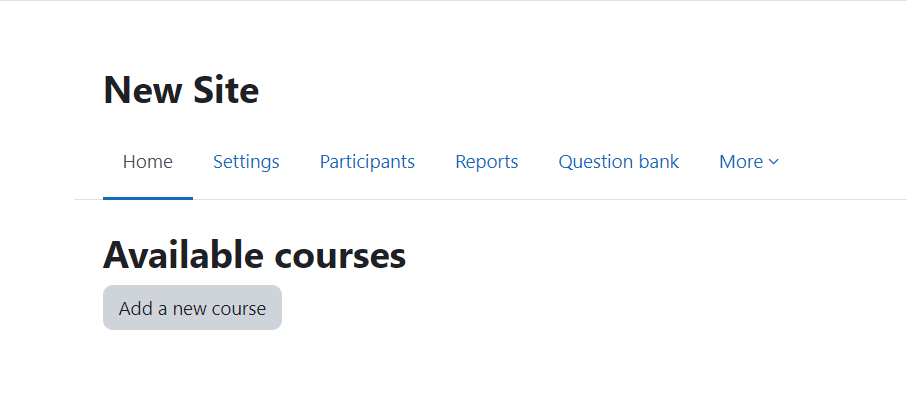 New Site
Home Settings Participants Reports Question bank More
Available courses
Add a new course